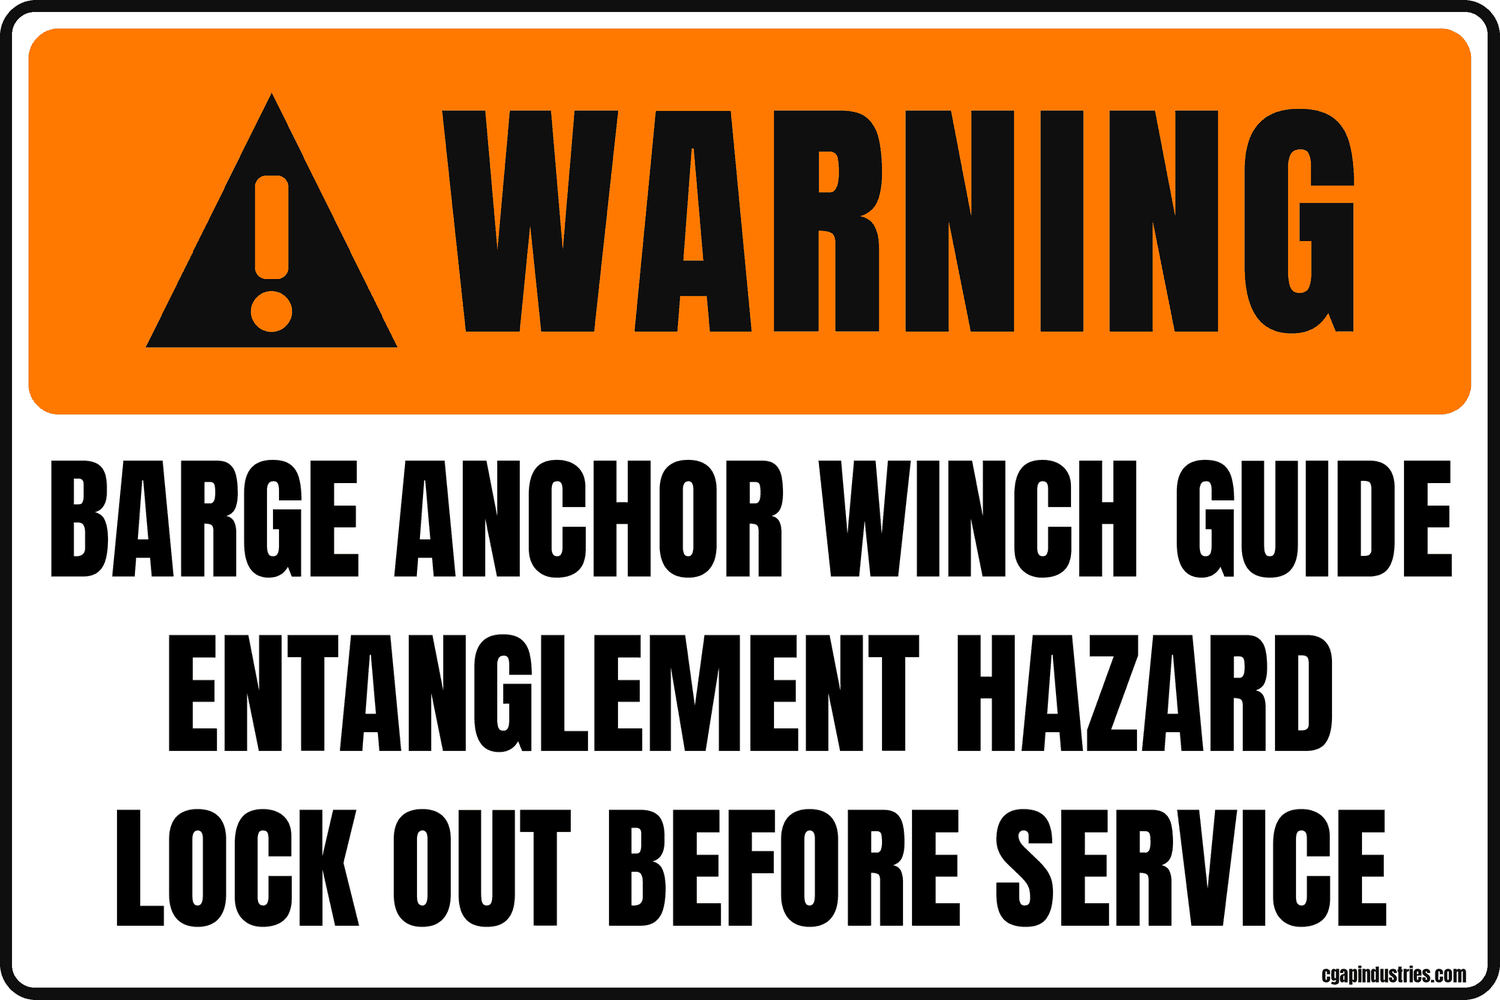 WARNING
BARGE ANCHOR WINCH GUIDE
ENTANGLEMENT HAZARD
LOCK OUT BEFORE SERVICE
cgapindustries.com